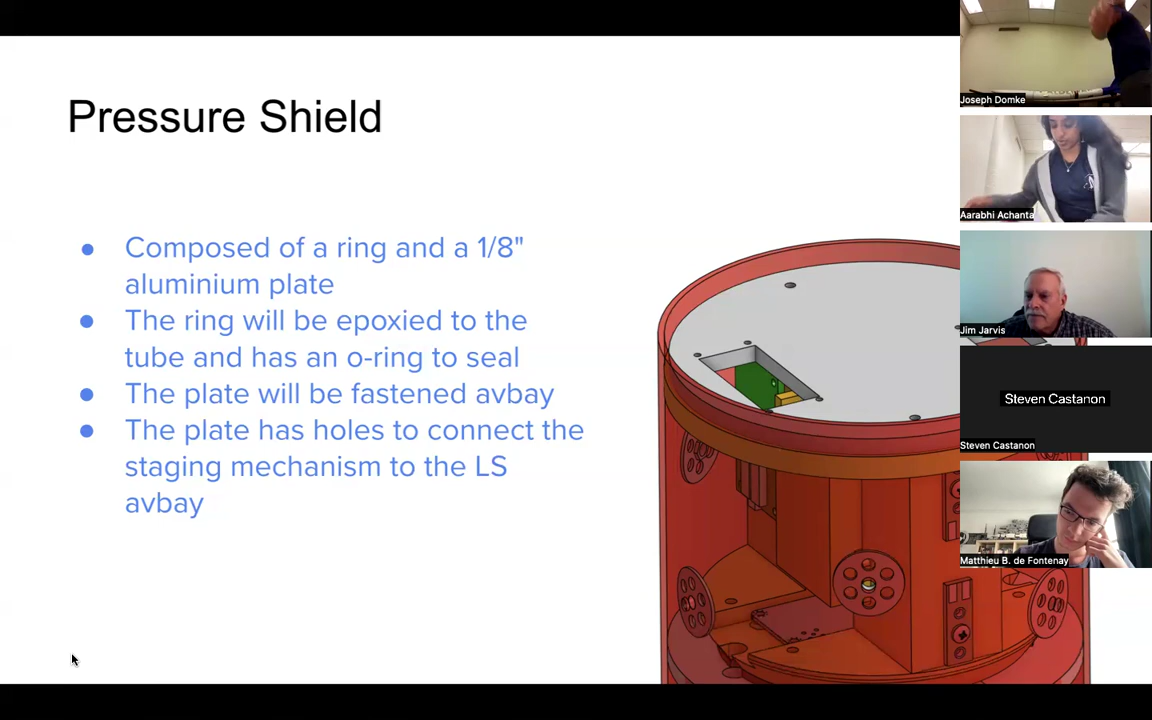 Pressure Shield
● Composed of a ring and a 1/8"
aluminium plate
● The ring will be epoxied to the
tube and has an o-ring to seal
● The plate will be fastened avbay
● The plate has holes to connect the
staging mechanism to the LS
avbay
Joseph Domke
Aarabhi Achanta
Jim Jarvis
Steven Castanon
Steven Castanon
Matthieu B. de Fontenay